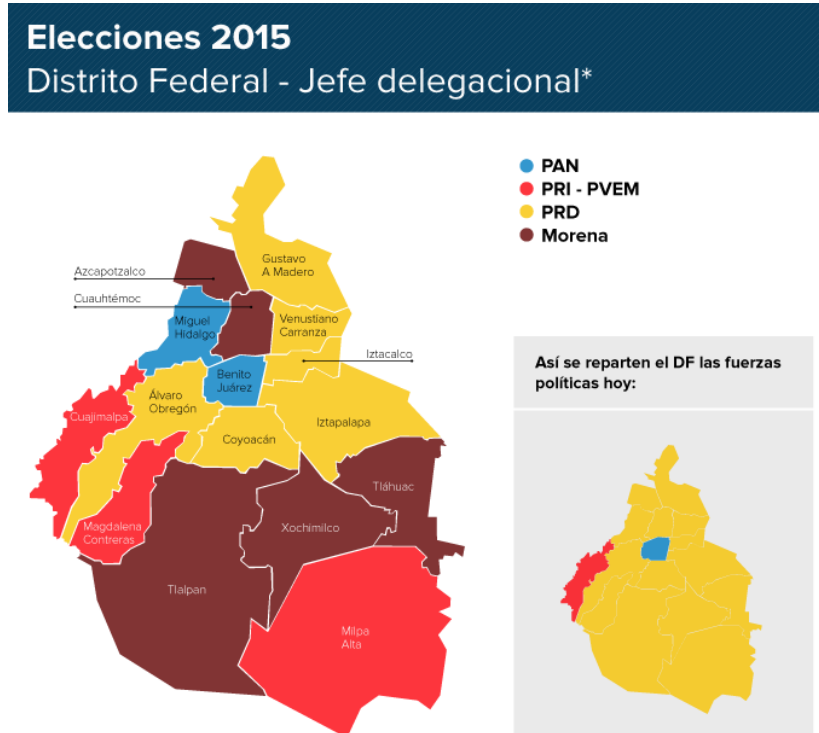 Elecciones 2015
Distrito Federal - Jefe delegacional*
PAN
PRI - PVEM
PRD
Morena
Gustavo
A Madero
Azcapotzalco
Cuauhtémoc
Miguel
Hidalgo
Venustiano
Carranza
Iztacalco
Benito
Juárez
Álvaro
Obregón
Cuajimalpa
Coyoacán
Iztapalapa
Tláhuac
Magdalena
Contreras
Xochimilco
Tlalpan
Milpa
Alta
Así se reparten el DF las fuerzas
políticas hoy: